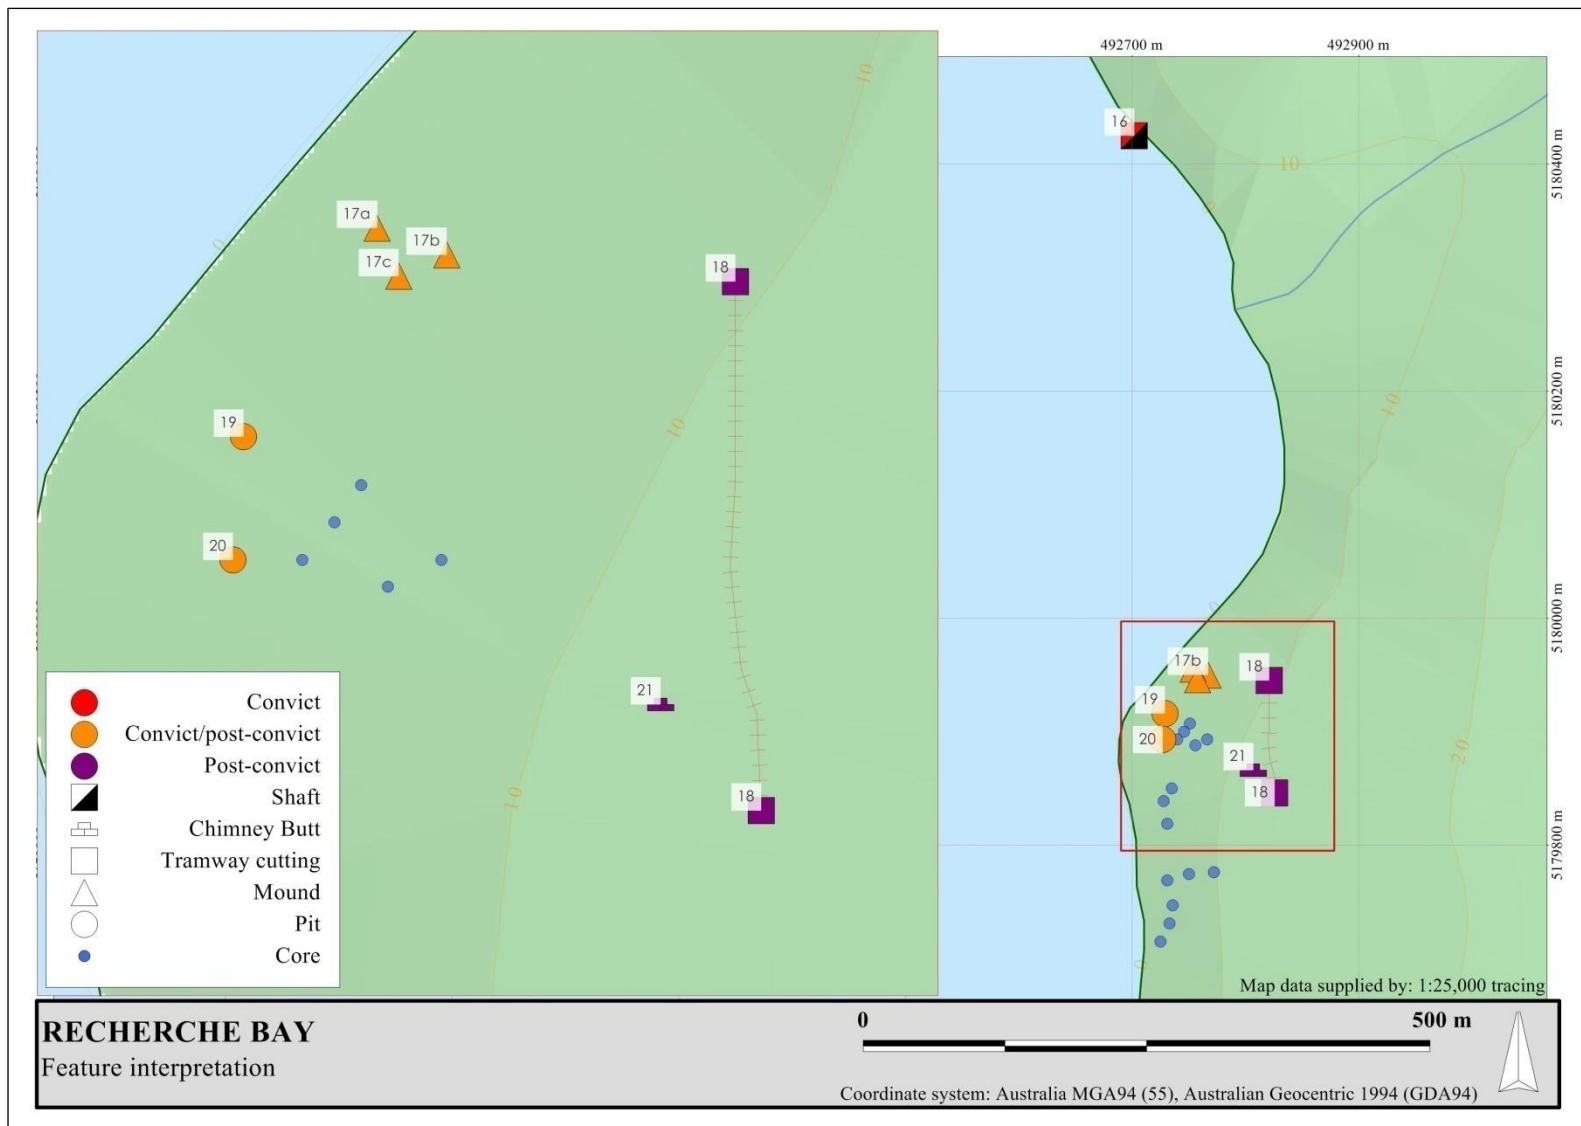 492700 m
492900 m
10
16
5180400 m
10
0
17a
17b
17c
18
10
5180200 m
10
19
20
0
5180000 m
17b
18
19
20
21
18
20
21
18
10
5179800 m
0
Convict
Convict/post-convict
Post-convict
Shaft
Chimney Butt
Tramway cutting
Mound
Pit
Core
Map data supplied by: 1:25,000 tracing
RECHERCHE BAY
Feature interpretation
0
500 m
Coordinate system: Australia MGA94 (55), Australian Geocentric 1994 (GDA94)